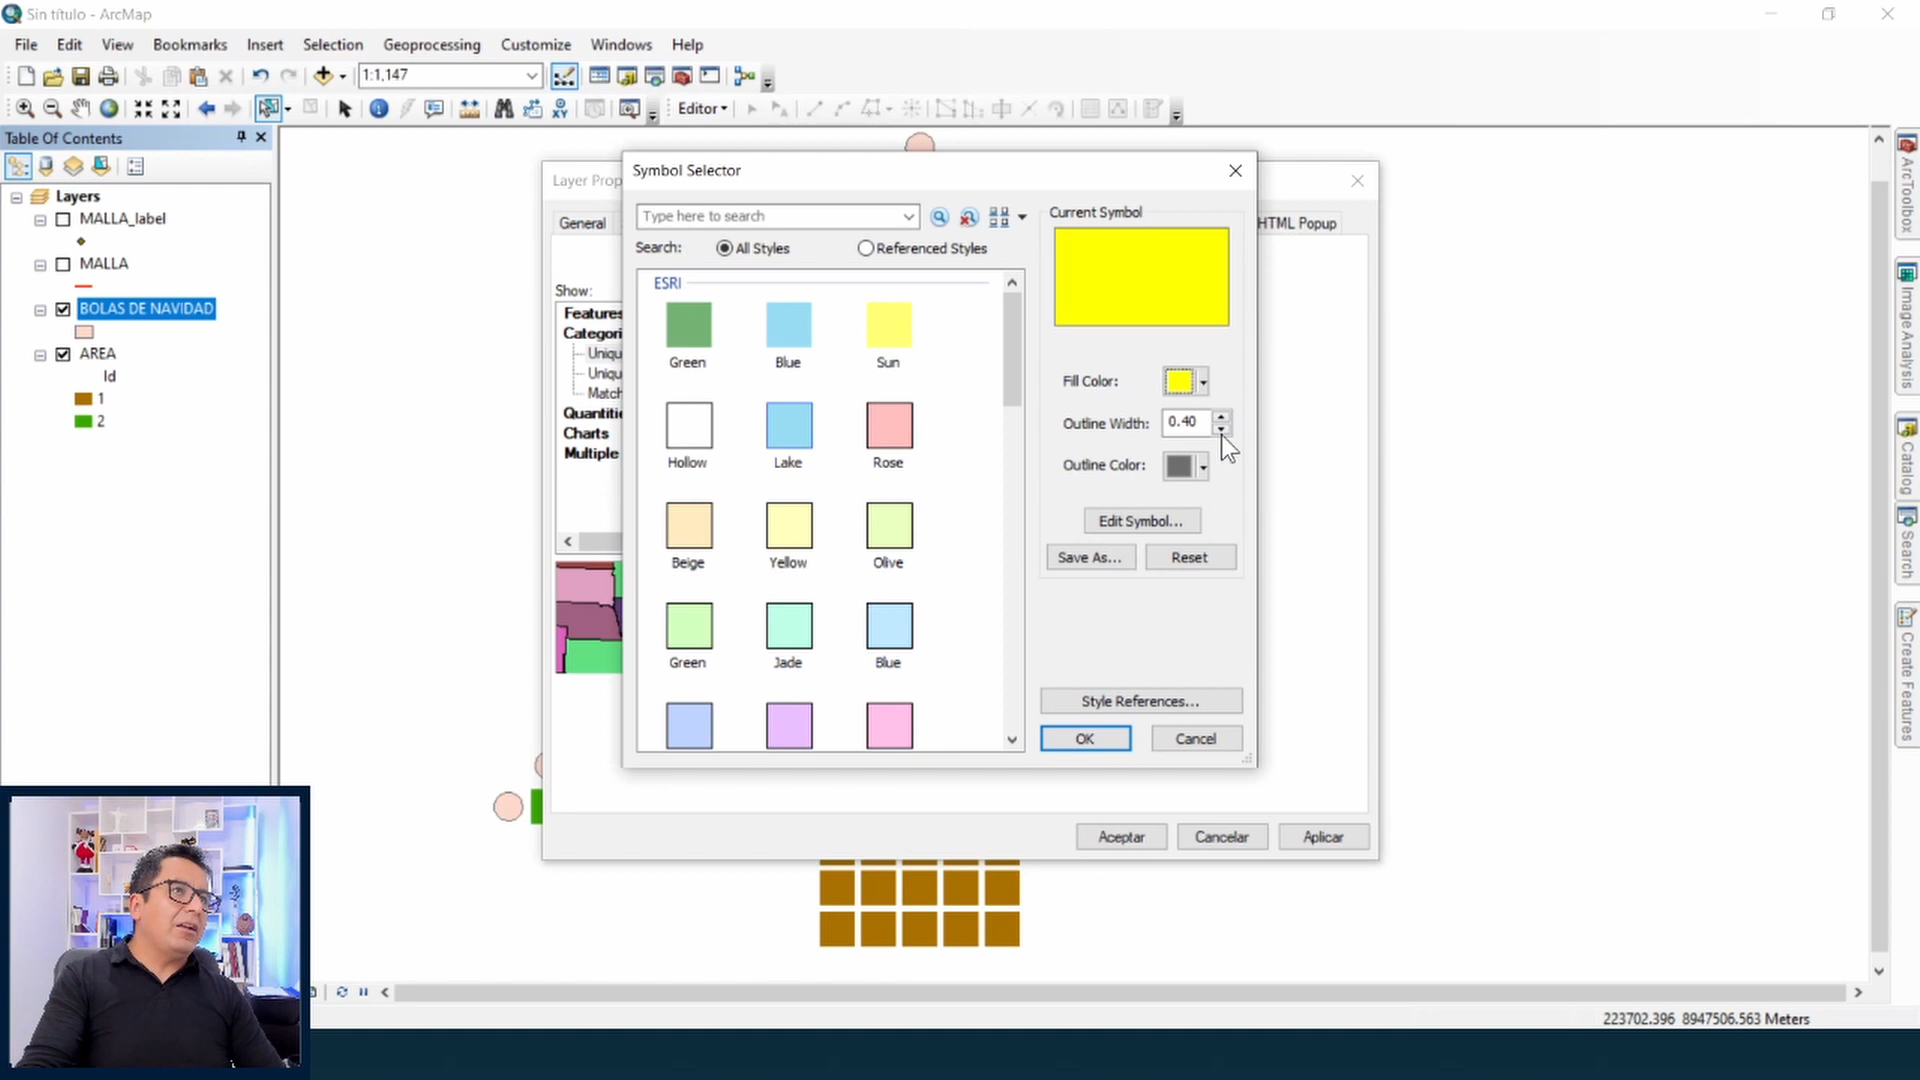 Sin título - ArcMap
File Edit View Bookmarks Insert Selection Geoprocessing Customize Windows Help
1:1,147
Editor
Table Of Contents
Layers
MALLA_label
MALLA
BOLAS DE NAVIDAD
AREA
Id
1
2
Layer Prop
General
HTML Popup
Show:
Features
Categori
Uniqu
Uniqu
Match
Quantitie
Charts
Multiple
Symbol Selector
Type here to search
Search: All Styles Referenced Styles
ESRI
Green Blue Sun
Hollow Lake Rose
Beige Yellow Olive
Green Jade Blue
Current Symbol
Fill Color:
Outline Width: 0.40
Outline Color:
Edit Symbol...
Save As... Reset
Style References...
OK Cancel
Aceptar Cancelar Aplicar
ArcToolbox
Image Analysis
Catalog
Search
Create Features
223702.396 8947506.563 Meters